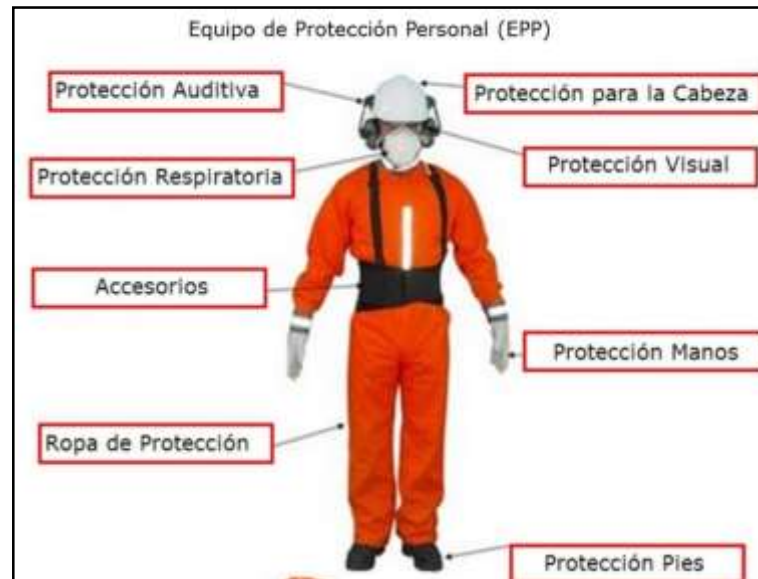 Equipo de Protección Personal (EPP)
Protección Auditiva
Protección para la Cabeza
Protección Respiratoria
Protección Visual
Accesorios
Protección Manos
Ropa de Protección
Protección Pies